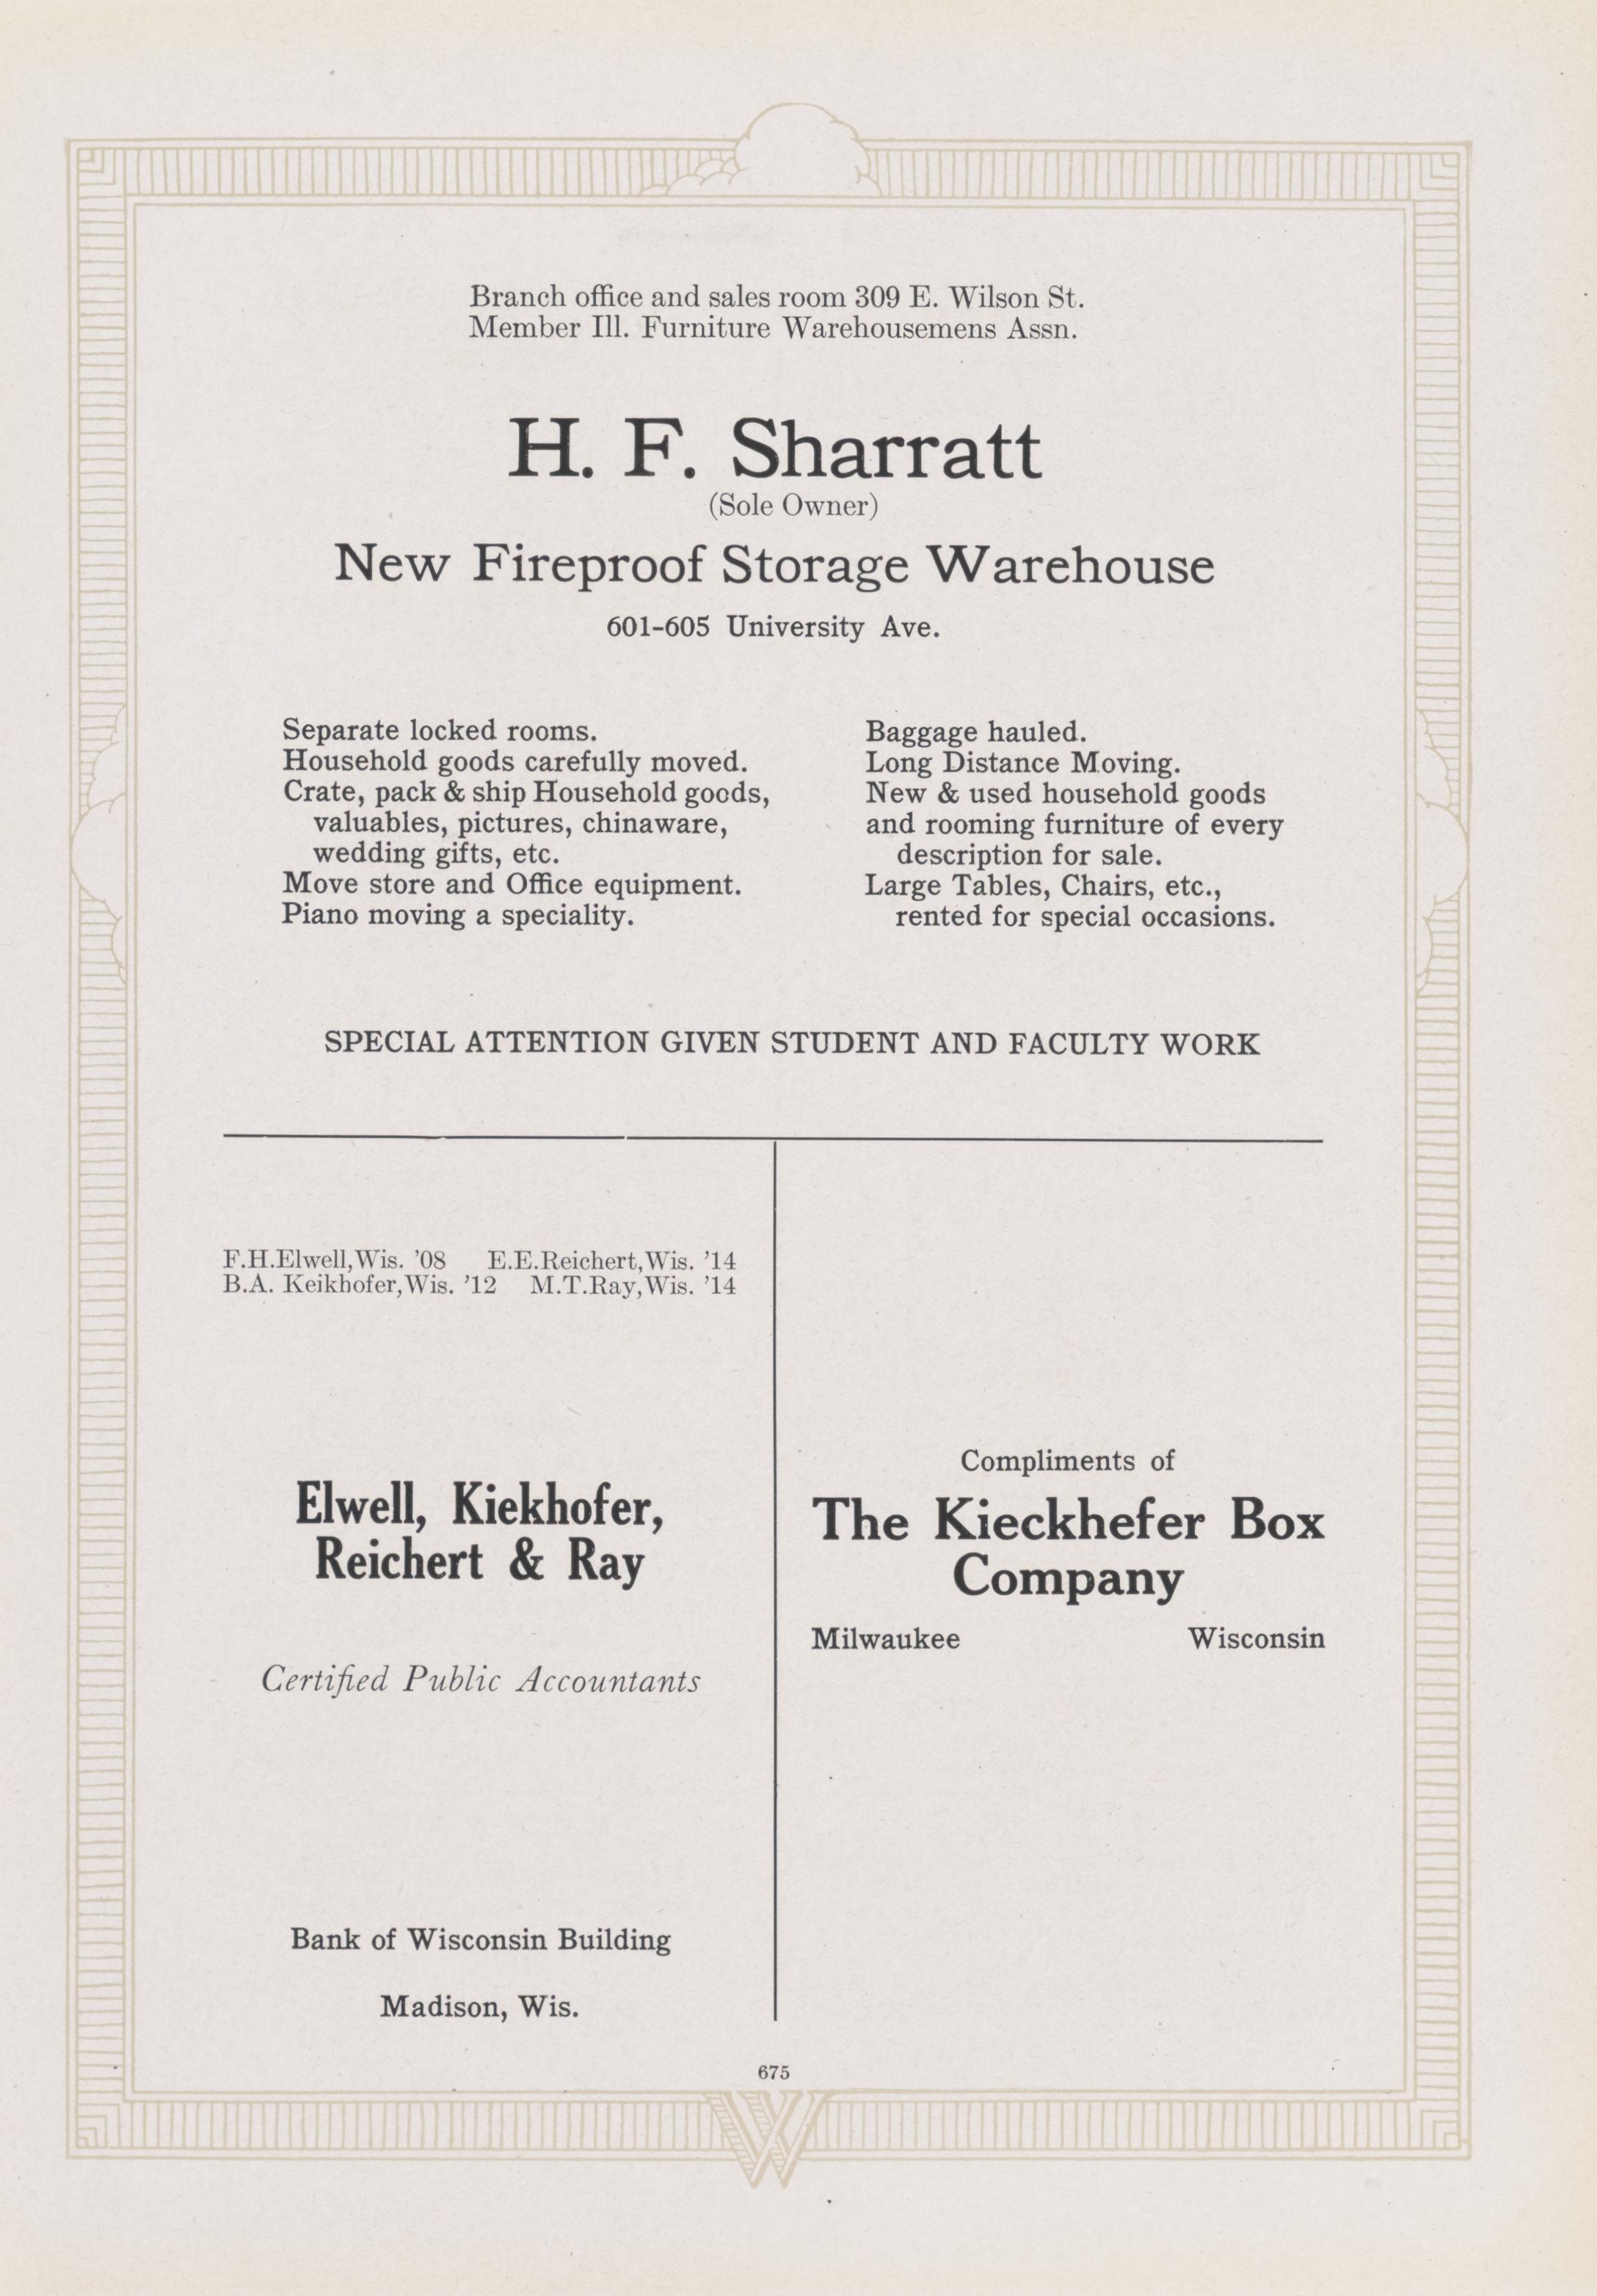 Branch office and sales room 309 E. Wilson St.
Member Ill. Furniture Warehousemens Assn.
H. F. Sharratt
(Sole Owner)
New Fireproof Storage Warehouse
601-605 University Ave.
Separate locked rooms.
Household goods carefully moved.
Crate, pack & ship Household goods,
valuables, pictures, chinaware,
wedding gifts, etc.
Move store and Office equipment.
Piano moving a speciality.
Baggage hauled.
Long Distance Moving.
New & used household goods
and rooming furniture of every
description for sale.
Large Tables, Chairs, etc.,
rented for special occasions.
SPECIAL ATTENTION GIVEN STUDENT AND FACULTY WORK
F.H.Elwell,Wis. '08 E.E.Reichert,Wis. '14
B.A. Keikhofer,Wis. '12 M.T.Ray,Wis. '14
Elwell, Kiekhofer,
Reichert & Ray
Certified Public Accountants
Bank of Wisconsin Building
Madison, Wis.
Compliments of
The Kieckhefer Box
Company
Milwaukee Wisconsin
675
W